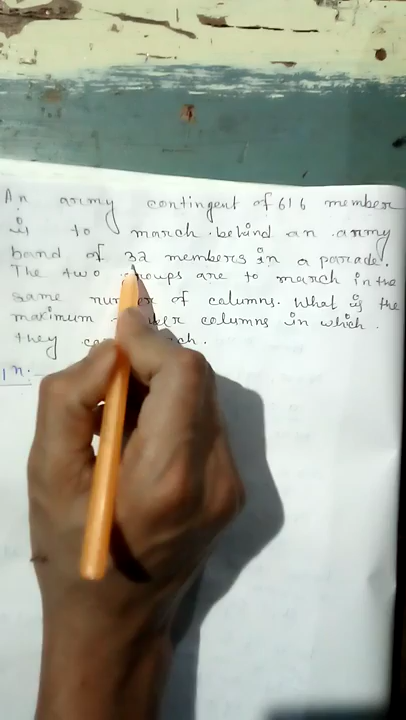 An army contingent of 616 member
is to march behind an army
band of 32 members in a parade.
The two groups are to march in the
same number of columns. What is the
maximum columns in which
they